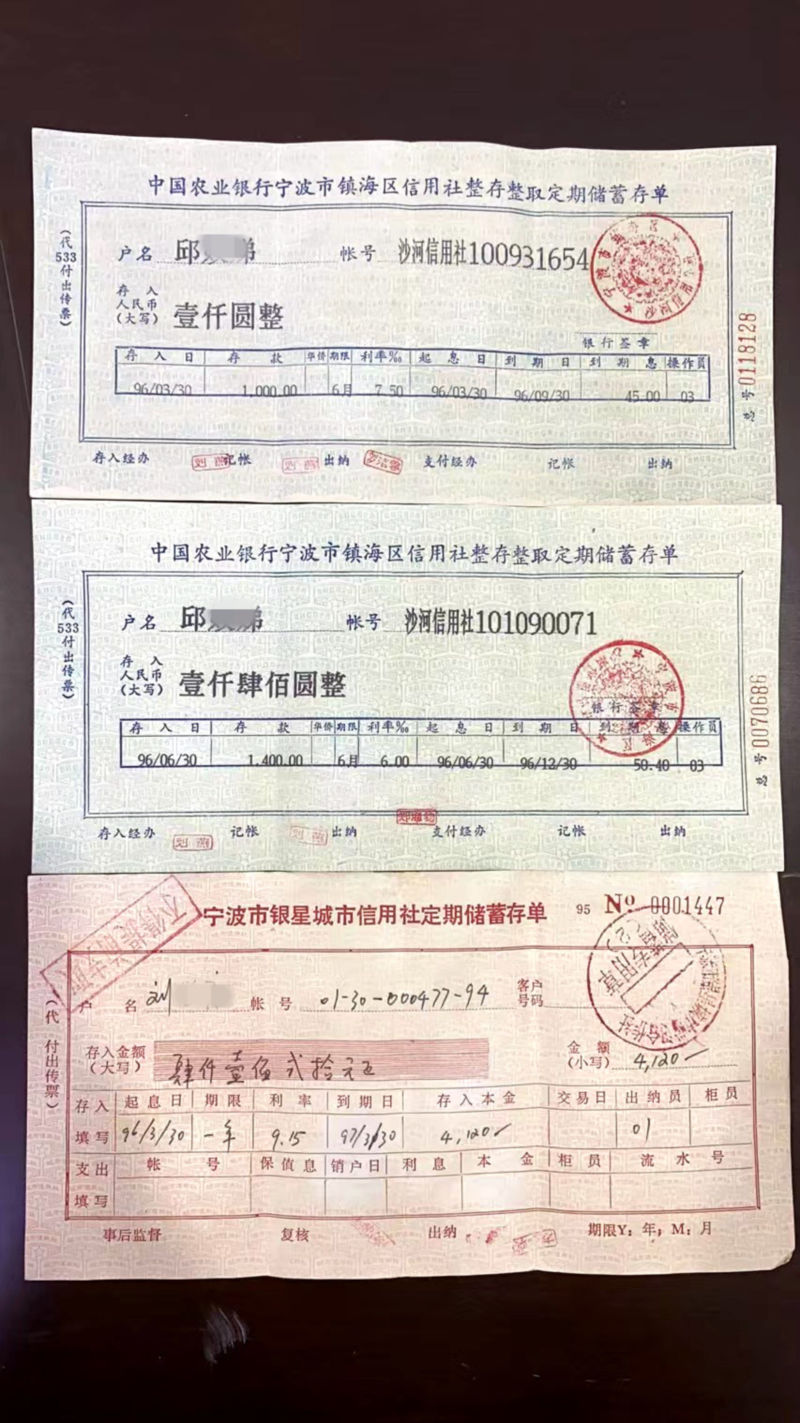 中国农业银行宁波市镇海区信用社整存整取定期储蓄存单
(代533付出传票)
户名 邱 娣 帐号 沙河信用社100931654
存入
人民币 壹仟圆整
(大写)
银行签章
存入日 存款 华侨 期限 利率‰ 起息日 到期日 到期息 操作员
96/03/30 1,000.00 6月 7.50 96/03/30 96/09/30 45.00 03
存入经办 记帐 出纳 支付经办 记帐 出纳
总号0118128
中国农业银行宁波市镇海区信用社整存整取定期储蓄存单
(代533付出传票)
户名 邱 娣 帐号 沙河信用社101090071
存入
人民币 壹仟肆佰圆整
(大写)
银行签章
存入日 存款 华侨 期限 利率‰ 起息日 到期日 到期息 操作员
96/06/30 1,400.00 6月 6.00 96/06/30 96/12/30 50.40 03
存入经办 记帐 出纳 支付经办 记帐 出纳
总号0070686
宁波市银星城市信用社定期储蓄存单 95 No 0001447
(代 付出传票)
户名 刘 帐号 01-30-000477-94 客户号码
存入金额(大写) 肆仟壹佰贰拾元正 金额(小写) 4,120
存入 起息日 期限 利率 到期日 存入本金 交易日 出纳员 柜员
填写 96/3/30 一年 9.15 97/3/30 4,120 01
支出 帐号 保值息 销户日 利息 本金 柜员 流水号
填写
事后监督 复核 出纳 期限Y:年;M:月